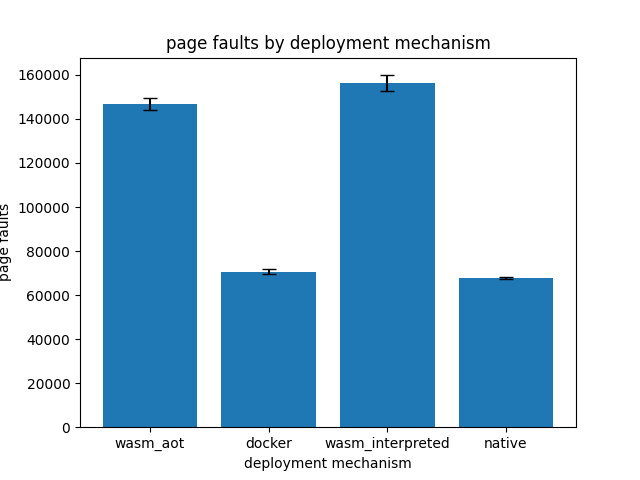 page faults by deployment mechanism
160000
140000
120000
100000
80000
60000
40000
20000
0
page faults
wasm_aot docker wasm_interpreted native
deployment mechanism